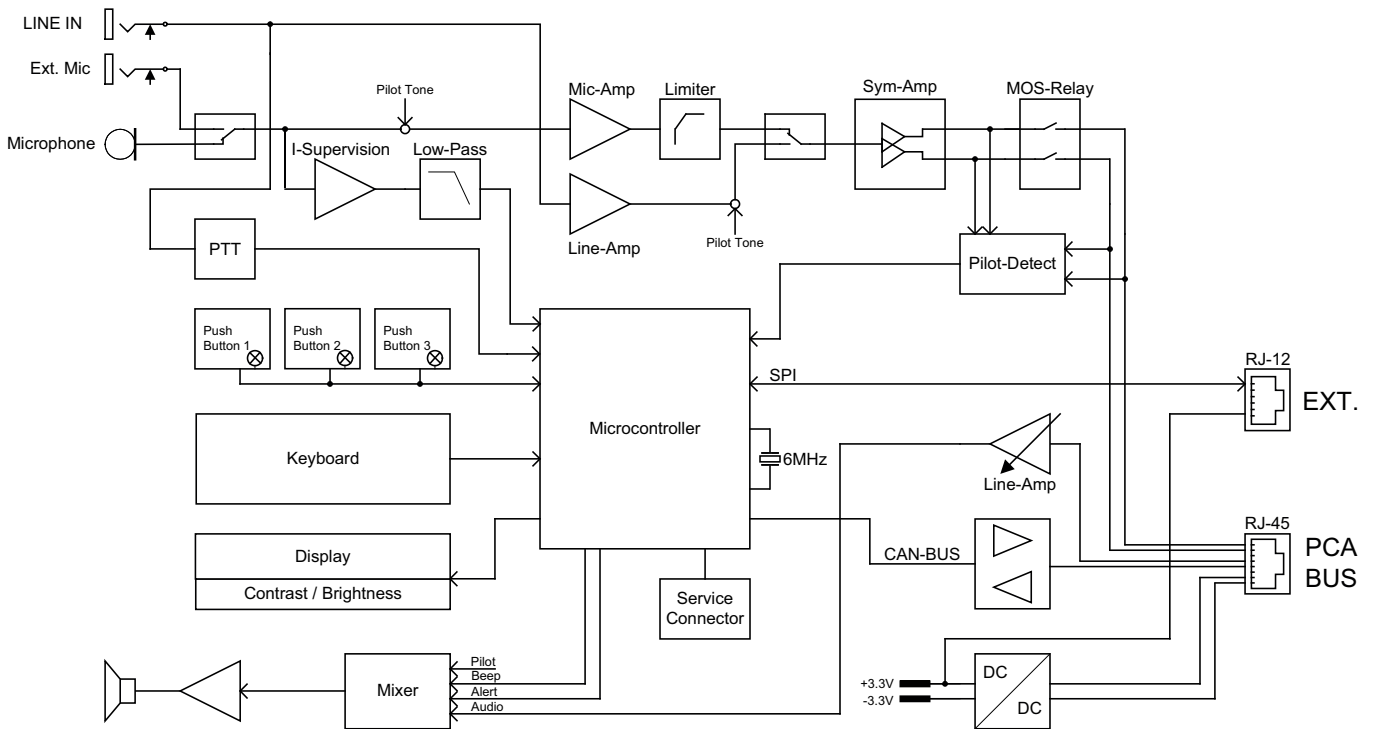 LINE IN
Ext. Mic
Microphone
Pilot Tone
Mic-Amp
Limiter
Sym-Amp
MOS-Relay
I-Supervision
Low-Pass
PTT
Line-Amp
Pilot Tone
Pilot-Detect
Push
Button 1
Push
Button 2
Push
Button 3
SPI
RJ-12
EXT.
Microcontroller
Keyboard
6MHz
Line-Amp
RJ-45
PCA
BUS
Display
Contrast / Brightness
CAN-BUS
Service
Connector
Mixer
Pilot
Beep
Alert
Audio
+3.3V
-3.3V
DC
DC